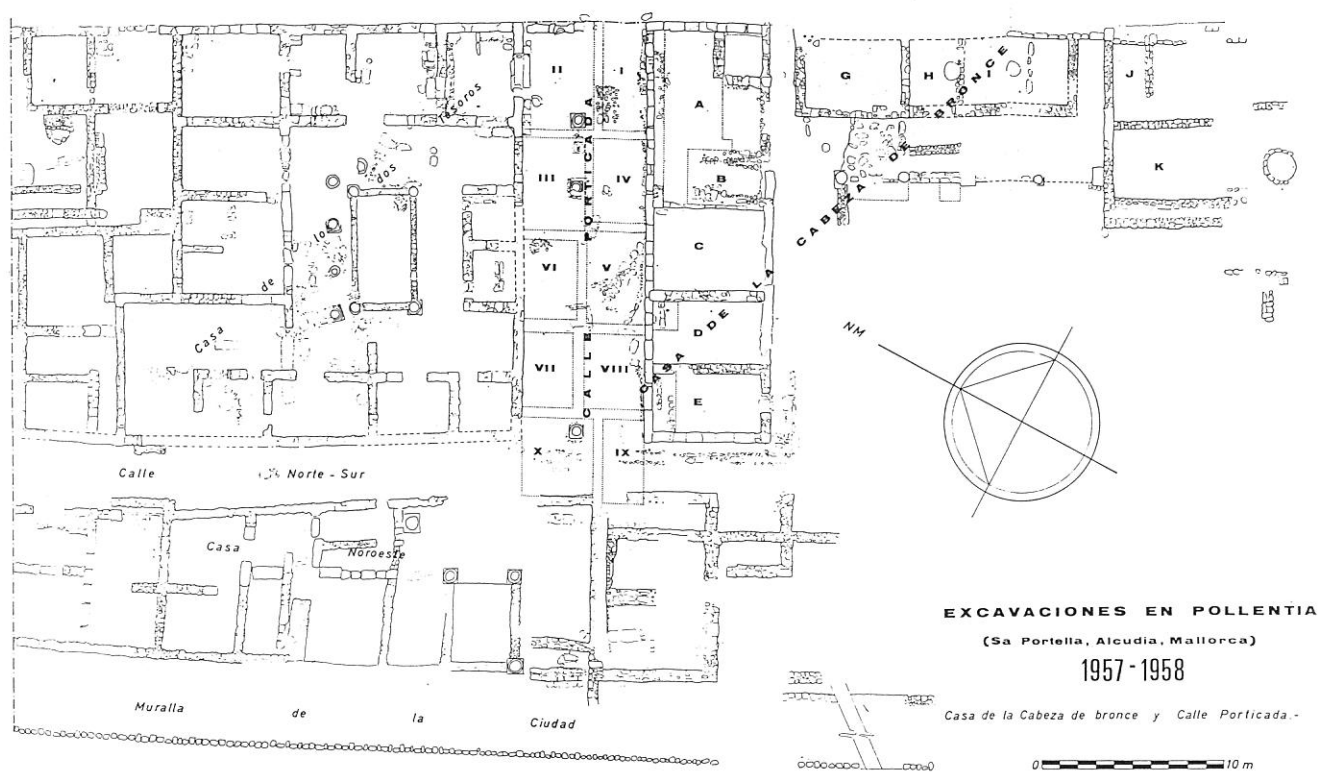 II
I
A
G
H
I
J
III
IV
B
K
VI
V
C
D
VII
VIII
E
X
IX
Casa de los dos Tesoros
CALLE PORTICADA
CASA DDE LA CABEZA DE BRONCE
NM
Calle Norte - Sur
Casa Noroeste
Muralla de la Ciudad
EXCAVACIONES EN POLLENTIA
(Sa Portella, Alcudia, Mallorca)
1957 - 1958
Casa de la Cabeza de bronce y Calle Porticada.-
0 10 m